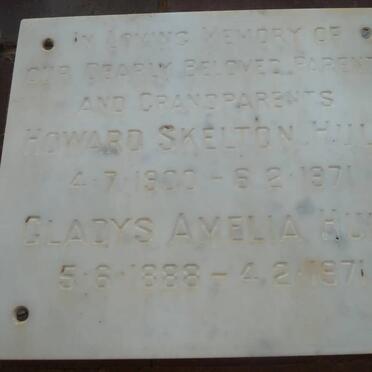 IN LOVING MEMORY OF
OUR DEARLY BELOVED PARENT
AND GRANDPARENTS
HOWARD SKELTON
4·7·1900 – 6·2·1971
GLADYS AMELIA
5·6·1888 – 4·2·1971